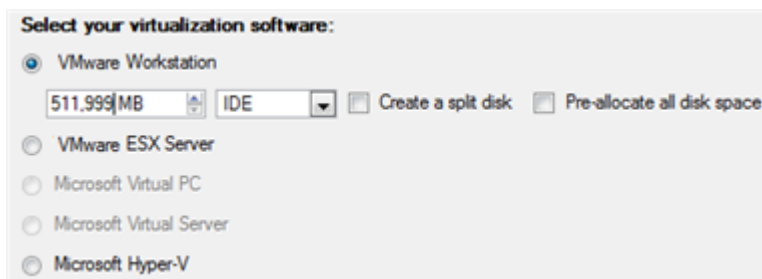 Select your virtualization software:
VMware Workstation
511,999 MB IDE Create a split disk Pre-allocate all disk space
VMware ESX Server
Microsoft Virtual PC
Microsoft Virtual Server
Microsoft Hyper-V